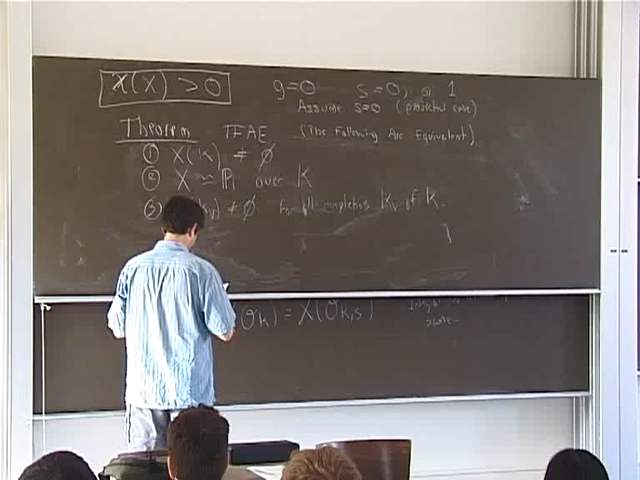 χ(X) > 0   g=0   s=0, or 1
Assume s=0 (projective case)
Theorem TFAE (The Following Are Equivalent)
① X(k) ≠ ∅
② X ≃ P1 over K
③ kv) ≠ ∅ for all completions kv of k.
Ok) = X(Ok,s)